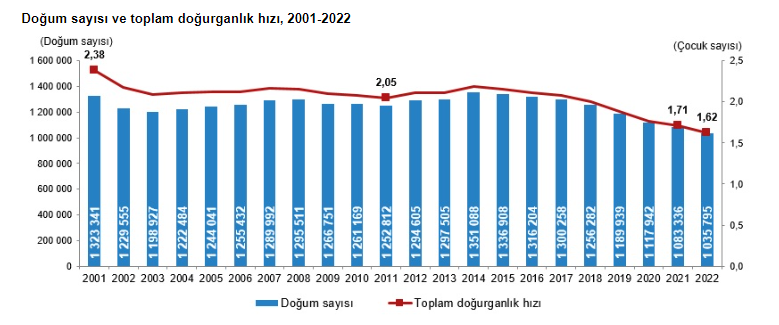 Doğum sayısı ve toplam doğurganlık hızı, 2001-2022
(Doğum sayısı)
(Çocuk sayısı)
1 600 000
1 400 000
1 200 000
1 000 000
800 000
600 000
400 000
200 000
0
2,38
2,05
1,71
1,62
2,5
2,0
1,5
1,0
0,5
0,0
1 323 341
1 229 555
1 198 927
1 222 484
1 244 041
1 255 432
1 289 992
1 295 511
1 266 751
1 261 169
1 252 812
1 294 605
1 297 505
1 351 088
1 336 908
1 316 204
1 300 258
1 256 282
1 189 939
1 117 942
1 083 336
1 035 795
2001 2002 2003 2004 2005 2006 2007 2008 2009 2010 2011 2012 2013 2014 2015 2016 2017 2018 2019 2020 2021 2022
Doğum sayısı Toplam doğurganlık hızı